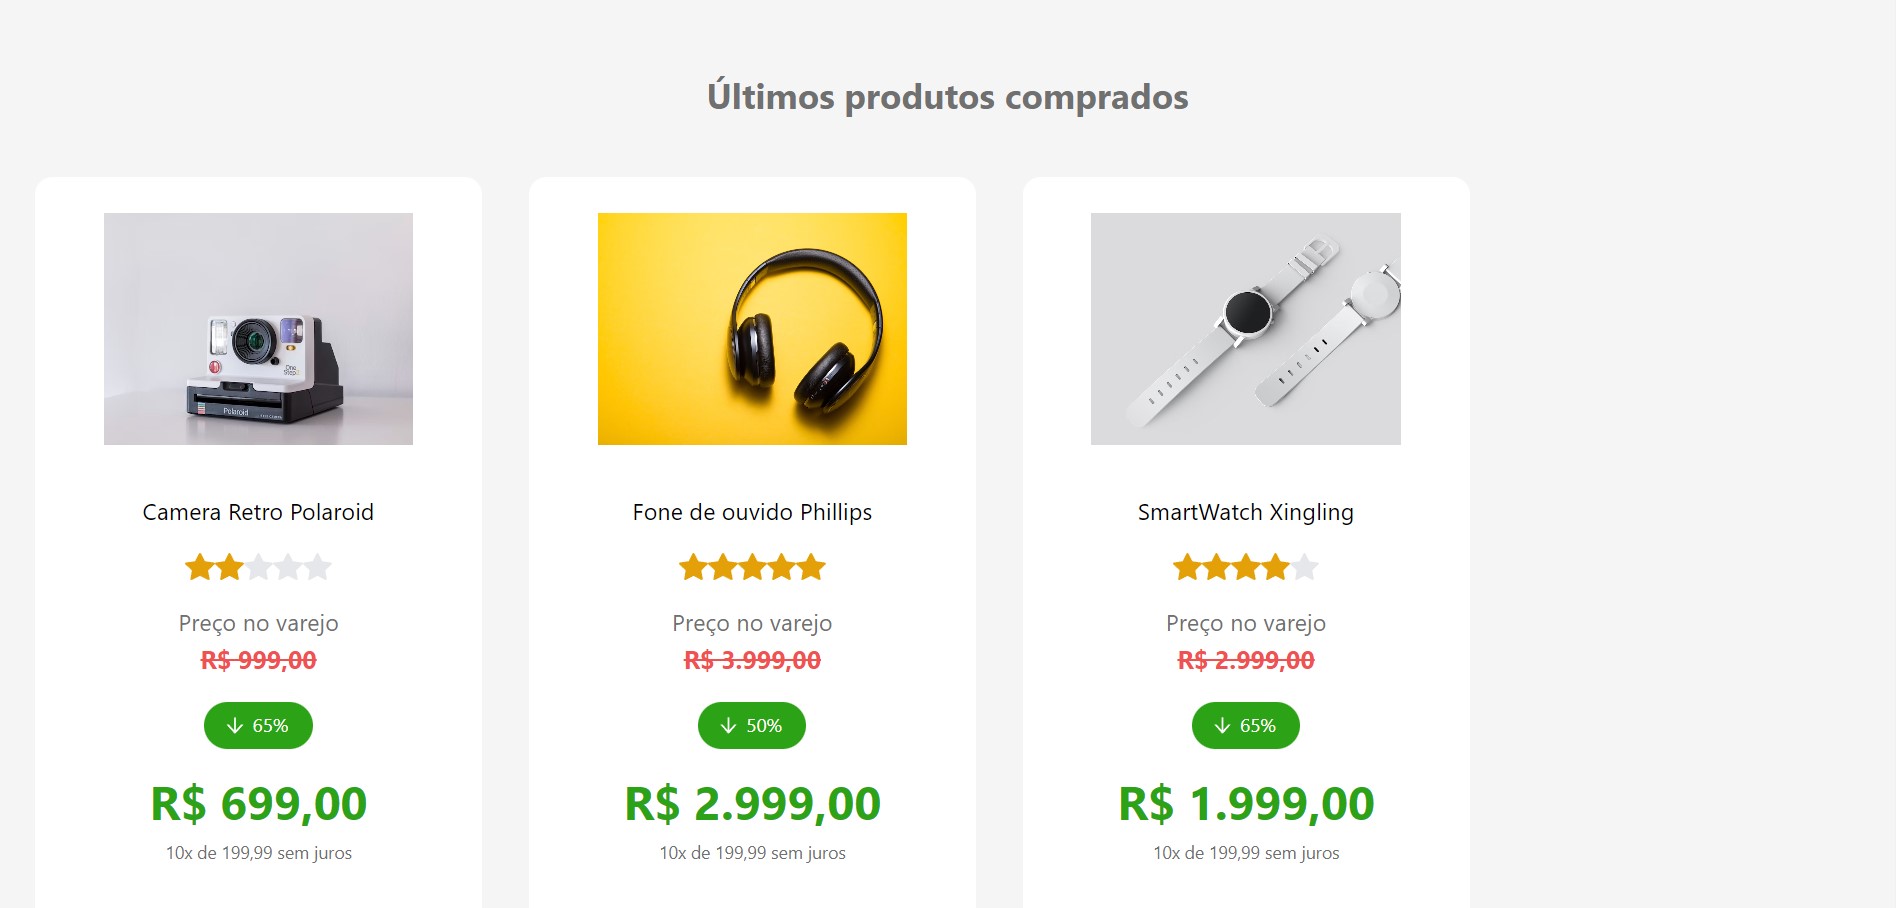 Últimos produtos comprados
One
Step
Polaroid
Camera Retro Polaroid
Preço no varejo
R$ 999,00
↓ 65%
R$ 699,00
10x de 199,99 sem juros
Fone de ouvido Phillips
Preço no varejo
R$ 3.999,00
↓ 50%
R$ 2.999,00
10x de 199,99 sem juros
SmartWatch Xingling
Preço no varejo
R$ 2.999,00
↓ 65%
R$ 1.999,00
10x de 199,99 sem juros